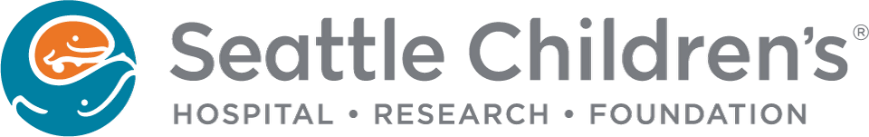 Seattle Children's®
HOSPITAL • RESEARCH • FOUNDATION